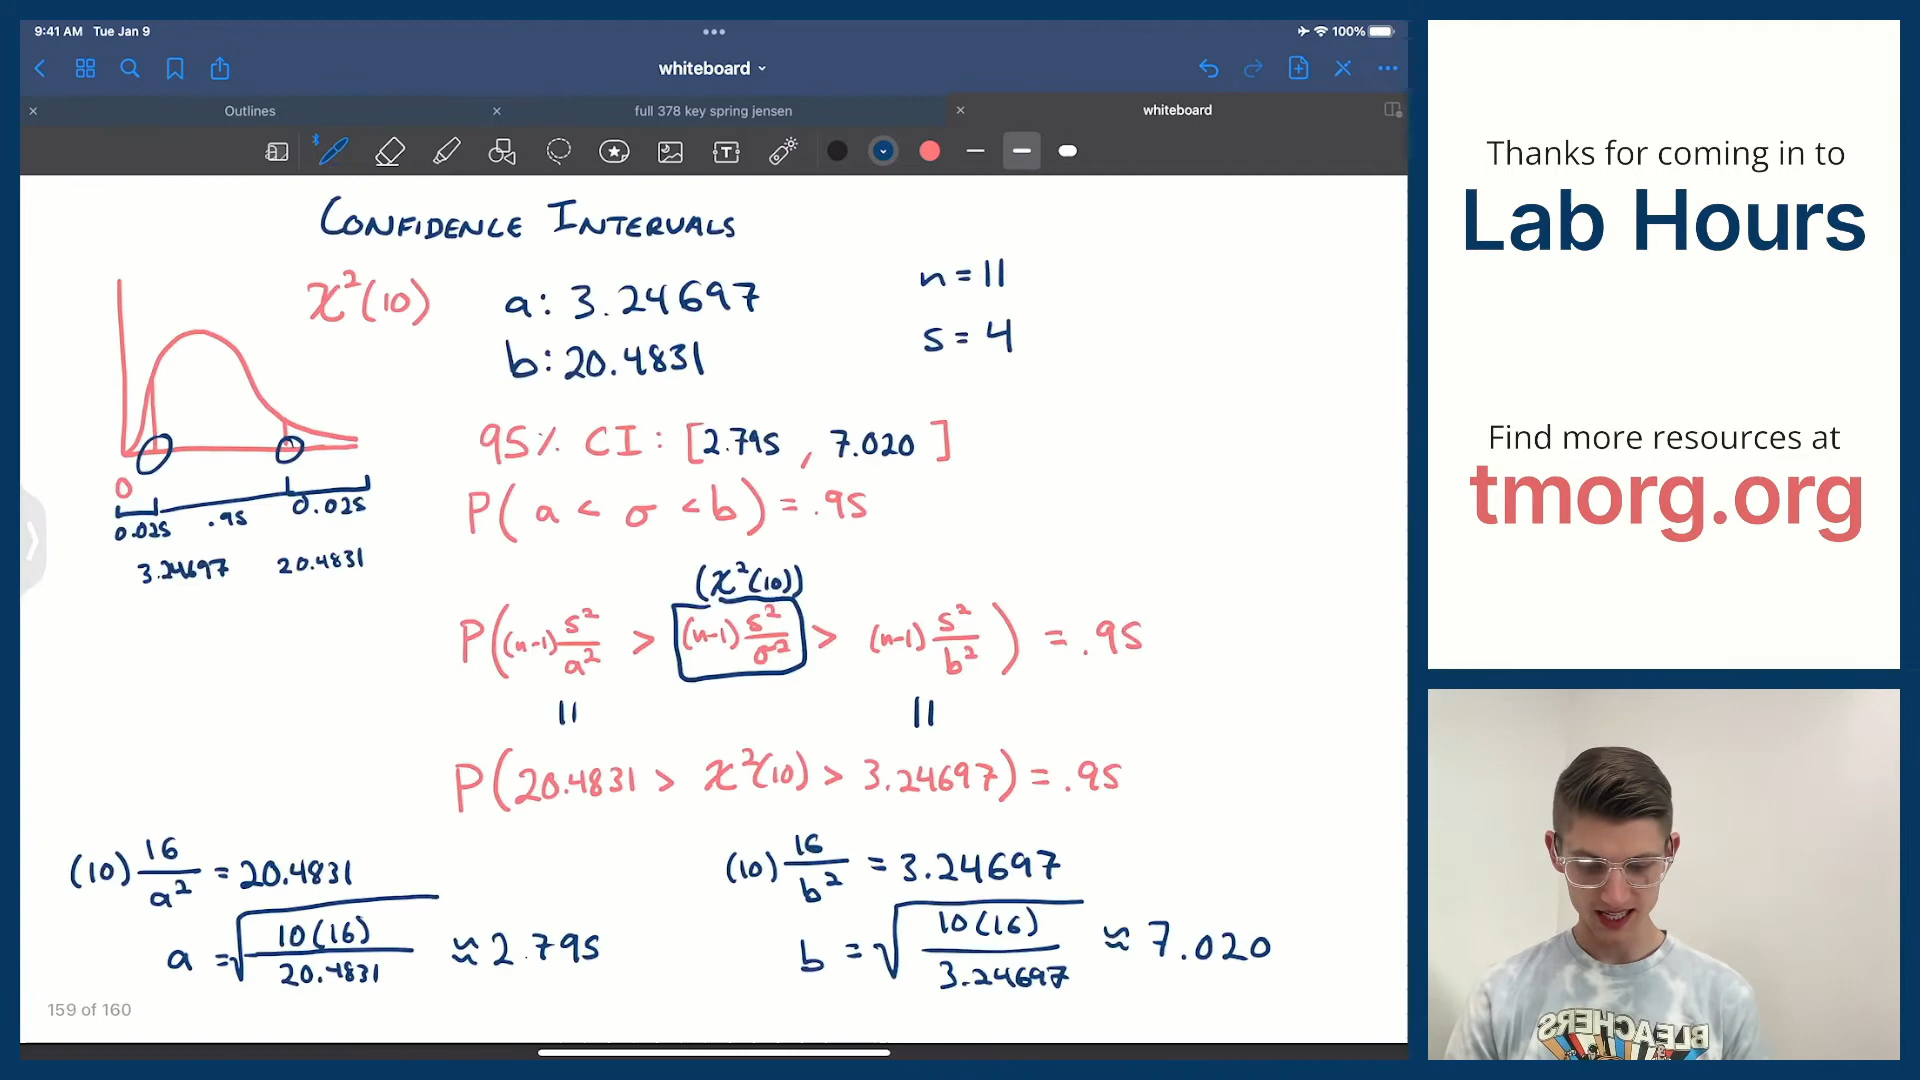 9:41 AM Tue Jan 9
100%
whiteboard
Outlines
full 378 key spring jensen
whiteboard
CONFIDENCE INTERVALS
χ²(10)
a: 3.24697
b: 20.4831
n = 11
s = 4
95% CI: [2.795, 7.020]
P( a < σ < b) = .95
0
0.025 .95 0.025
3.24697 20.4831
(χ²(10))
P((n-1) s²/a² > (n-1) s²/σ² > (n-1) s²/b²) = .95
|| ||
P(20.4831 > χ²(10) > 3.24697) = .95
(10) 16/a² = 20.4831
a = √(10(16)/20.4831) ≈ 2.795
(10) 16/b² = 3.24697
b = √(10(16)/3.24697) ≈ 7.020
159 of 160
Thanks for coming in to
Lab Hours
Find more resources at
tmorg.org
BLEACHERS